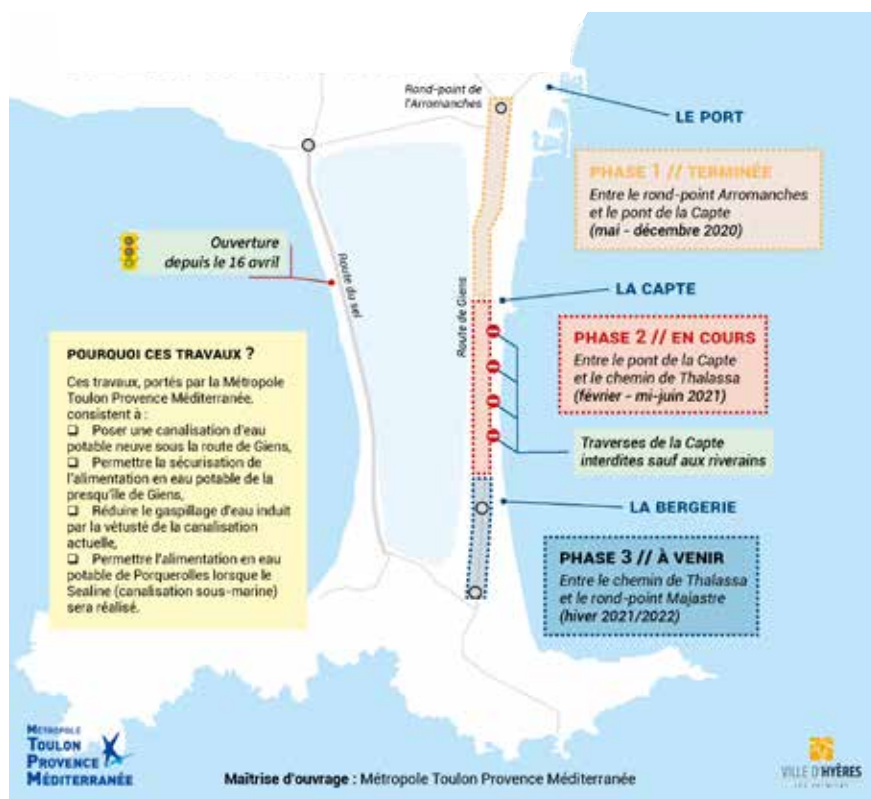 Rond-point de
l'Arromanches
LE PORT
PHASE 1 // TERMINÉE
Entre le rond-point Arromanches
et le pont de la Capte
(mai - décembre 2020)
Ouverture
depuis le 16 avril
Route du sel
Route de Giens
LA CAPTE
PHASE 2 // EN COURS
Entre le pont de la Capte
et le chemin de Thalassa
(février - mi-juin 2021)
Traverses de la Capte
interdites sauf aux riverains
POURQUOI CES TRAVAUX ?
Ces travaux, portés par la Métropole
Toulon Provence Méditerranée,
consistent à :
❑ Poser une canalisation d'eau
potable neuve sous la route de Giens,
❑ Permettre la sécurisation de
l'alimentation en eau potable de la
presqu'île de Giens,
❑ Réduire le gaspillage d'eau induit
par la vétusté de la canalisation
actuelle,
❑ Permettre l'alimentation en eau
potable de Porquerolles lorsque le
Sealine (canalisation sous-marine)
sera réalisé.
LA BERGERIE
PHASE 3 // À VENIR
Entre le chemin de Thalassa
et le rond-point Majastre
(hiver 2021/2022)
MÉTROPOLE
TOULON
PROVENCE
MÉDITERRANÉE
Maîtrise d'ouvrage : Métropole Toulon Provence Méditerranée
VILLE D'HYÈRES
LES PALMIERS